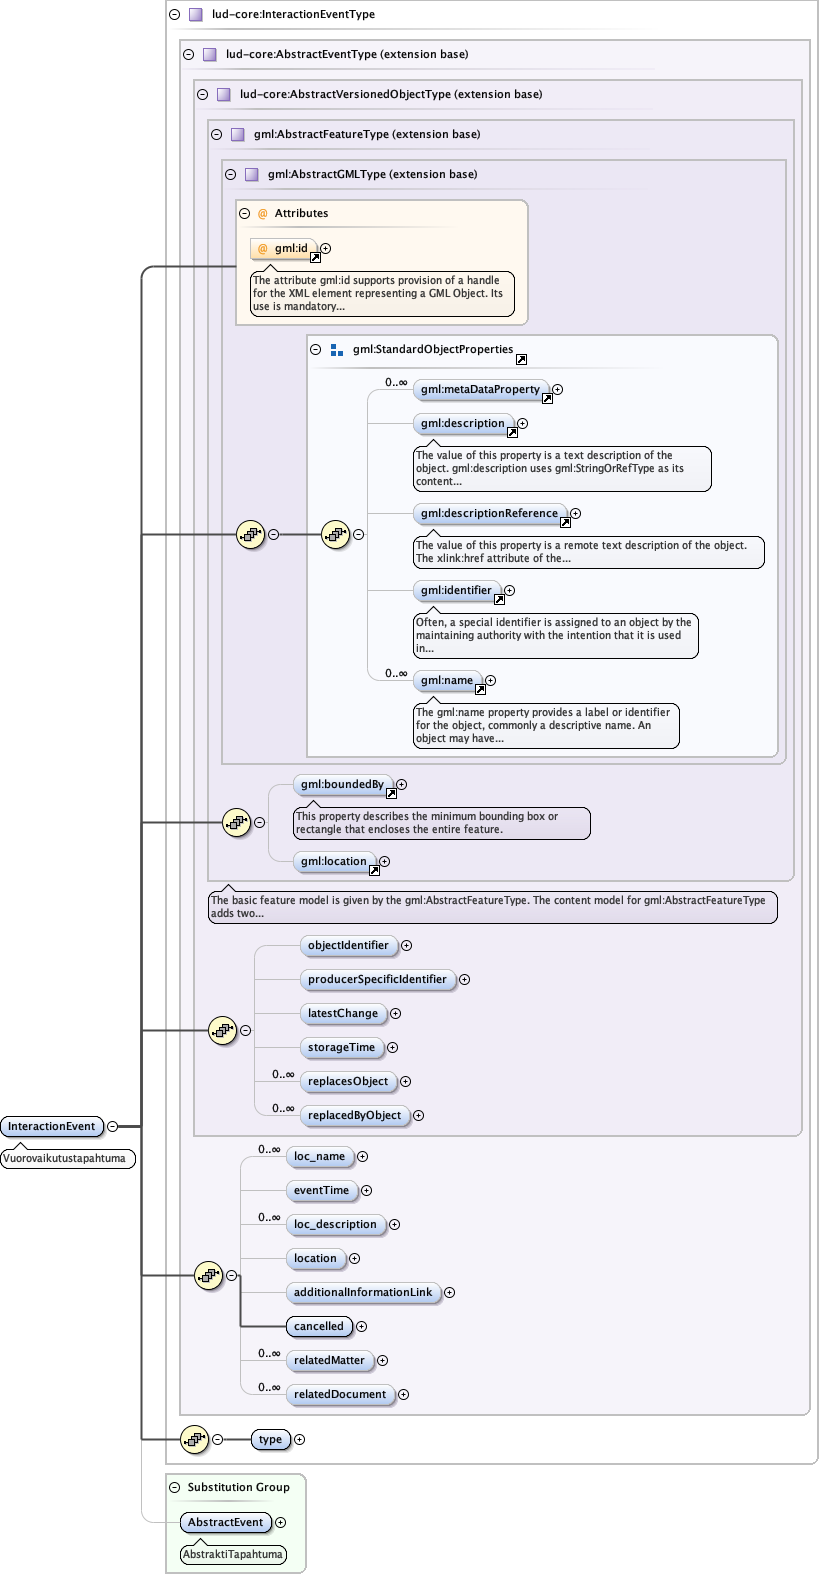 lud-core:InteractionEventType
lud-core:AbstractEventType (extension base)
lud-core:AbstractVersionedObjectType (extension base)
gml:AbstractFeatureType (extension base)
gml:AbstractGMLType (extension base)
@ Attributes
@ gml:id
The attribute gml:id supports provision of a handle
for the XML element representing a GML Object. Its
use is mandatory...
gml:StandardObjectProperties
0..∞
gml:metaDataProperty
gml:description
The value of this property is a text description of the
object. gml:description uses gml:StringOrRefType as its
content...
gml:descriptionReference
The value of this property is a remote text description of the object.
The xlink:href attribute of the...
gml:identifier
Often, a special identifier is assigned to an object by the
maintaining authority with the intention that it is used
in...
0..∞
gml:name
The gml:name property provides a label or identifier
for the object, commonly a descriptive name. An
object may have...
gml:boundedBy
This property describes the minimum bounding box or
rectangle that encloses the entire feature.
gml:location
The basic feature model is given by the gml:AbstractFeatureType. The content model for gml:AbstractFeatureType
adds two...
objectIdentifier
producerSpecificIdentifier
latestChange
storageTime
0..∞
replacesObject
0..∞
replacedByObject
InteractionEvent
Vuorovaikutustapahtuma
0..∞
loc_name
eventTime
0..∞
loc_description
location
additionalInformationLink
cancelled
0..∞
relatedMatter
0..∞
relatedDocument
type
Substitution Group
AbstractEvent
AbstraktiTapahtuma